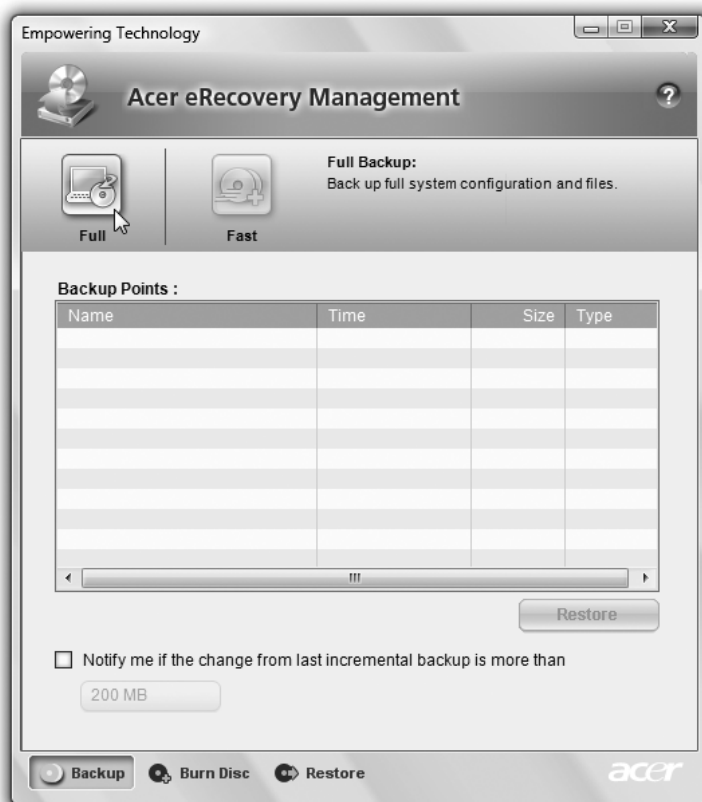 Empowering Technology
Acer eRecovery Management
?
Full
Fast
Full Backup:
Back up full system configuration and files.
Backup Points :
Name Time Size Type
Restore
Notify me if the change from last incremental backup is more than
200 MB
Backup Burn Disc Restore
acer